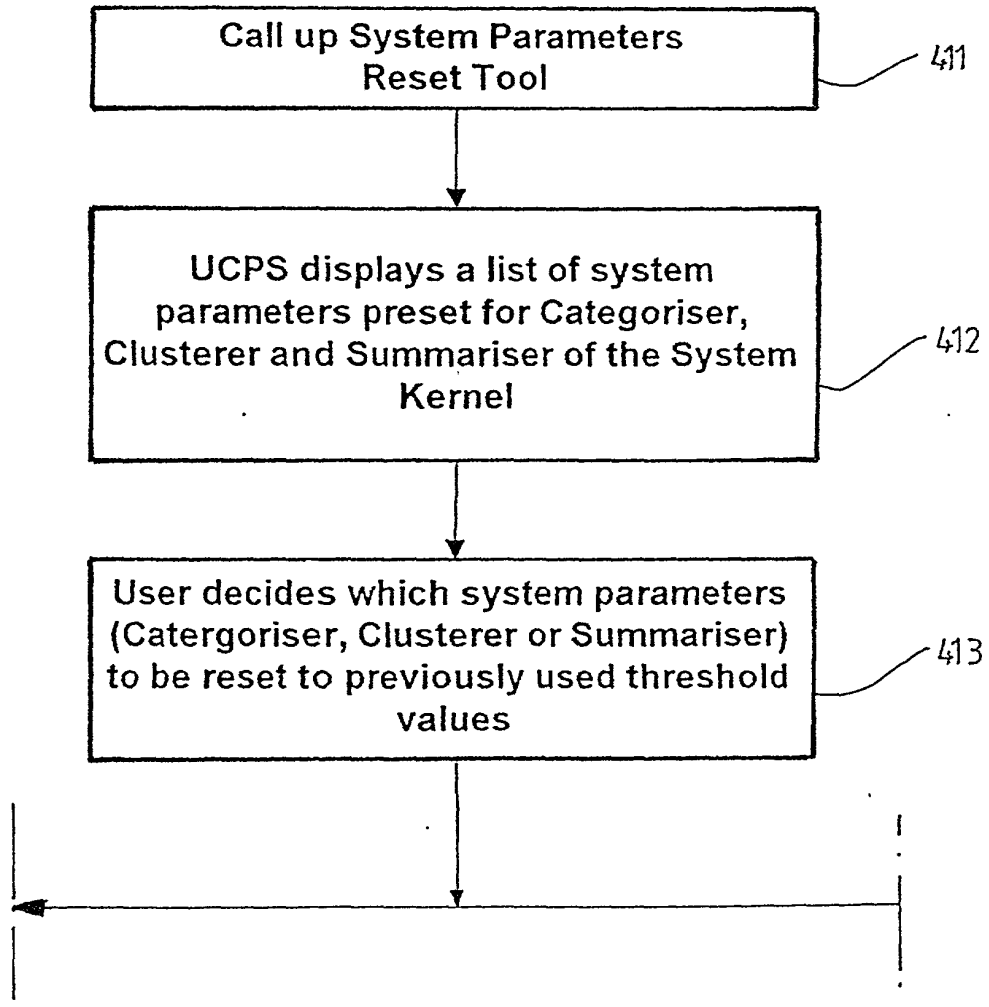 Call up System Parameters
Reset Tool
411
UCPS displays a list of system
parameters preset for Categoriser,
Clusterer and Summariser of the System
Kernel
412
User decides which system parameters
(Catergoriser, Clusterer or Summariser)
to be reset to previously used threshold
values
413